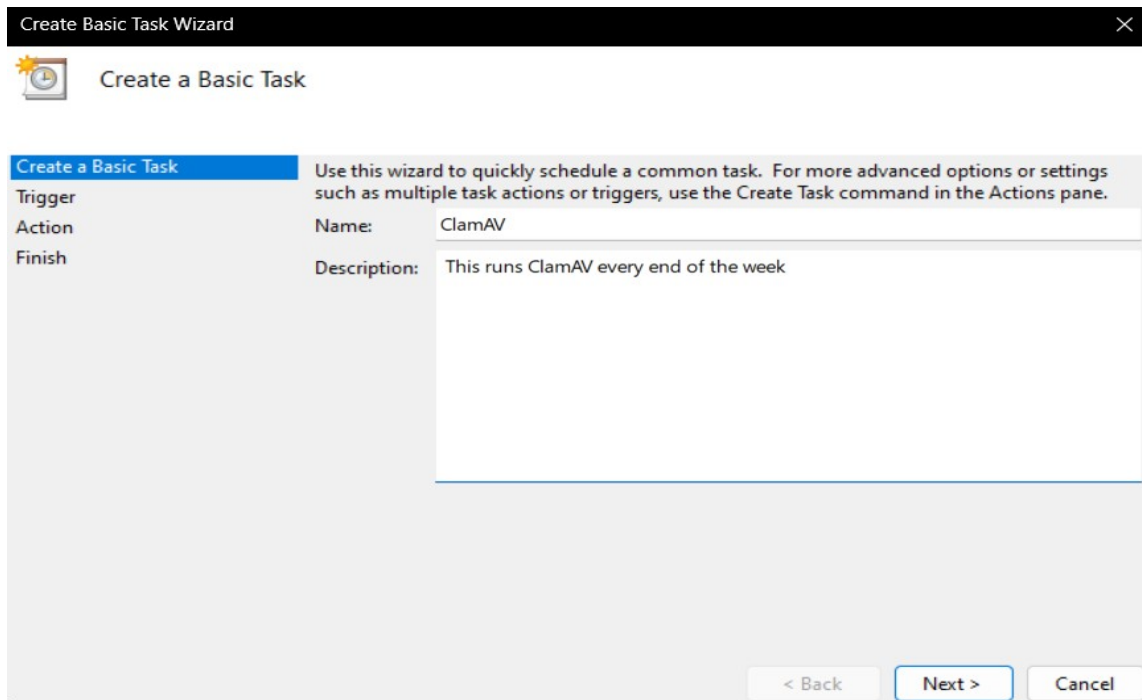 Create Basic Task Wizard
Create a Basic Task
Create a Basic Task
Trigger
Action
Finish
Use this wizard to quickly schedule a common task.  For more advanced options or settings
such as multiple task actions or triggers, use the Create Task command in the Actions pane.
Name:
ClamAV
Description:
This runs ClamAV every end of the week
< Back
Next >
Cancel